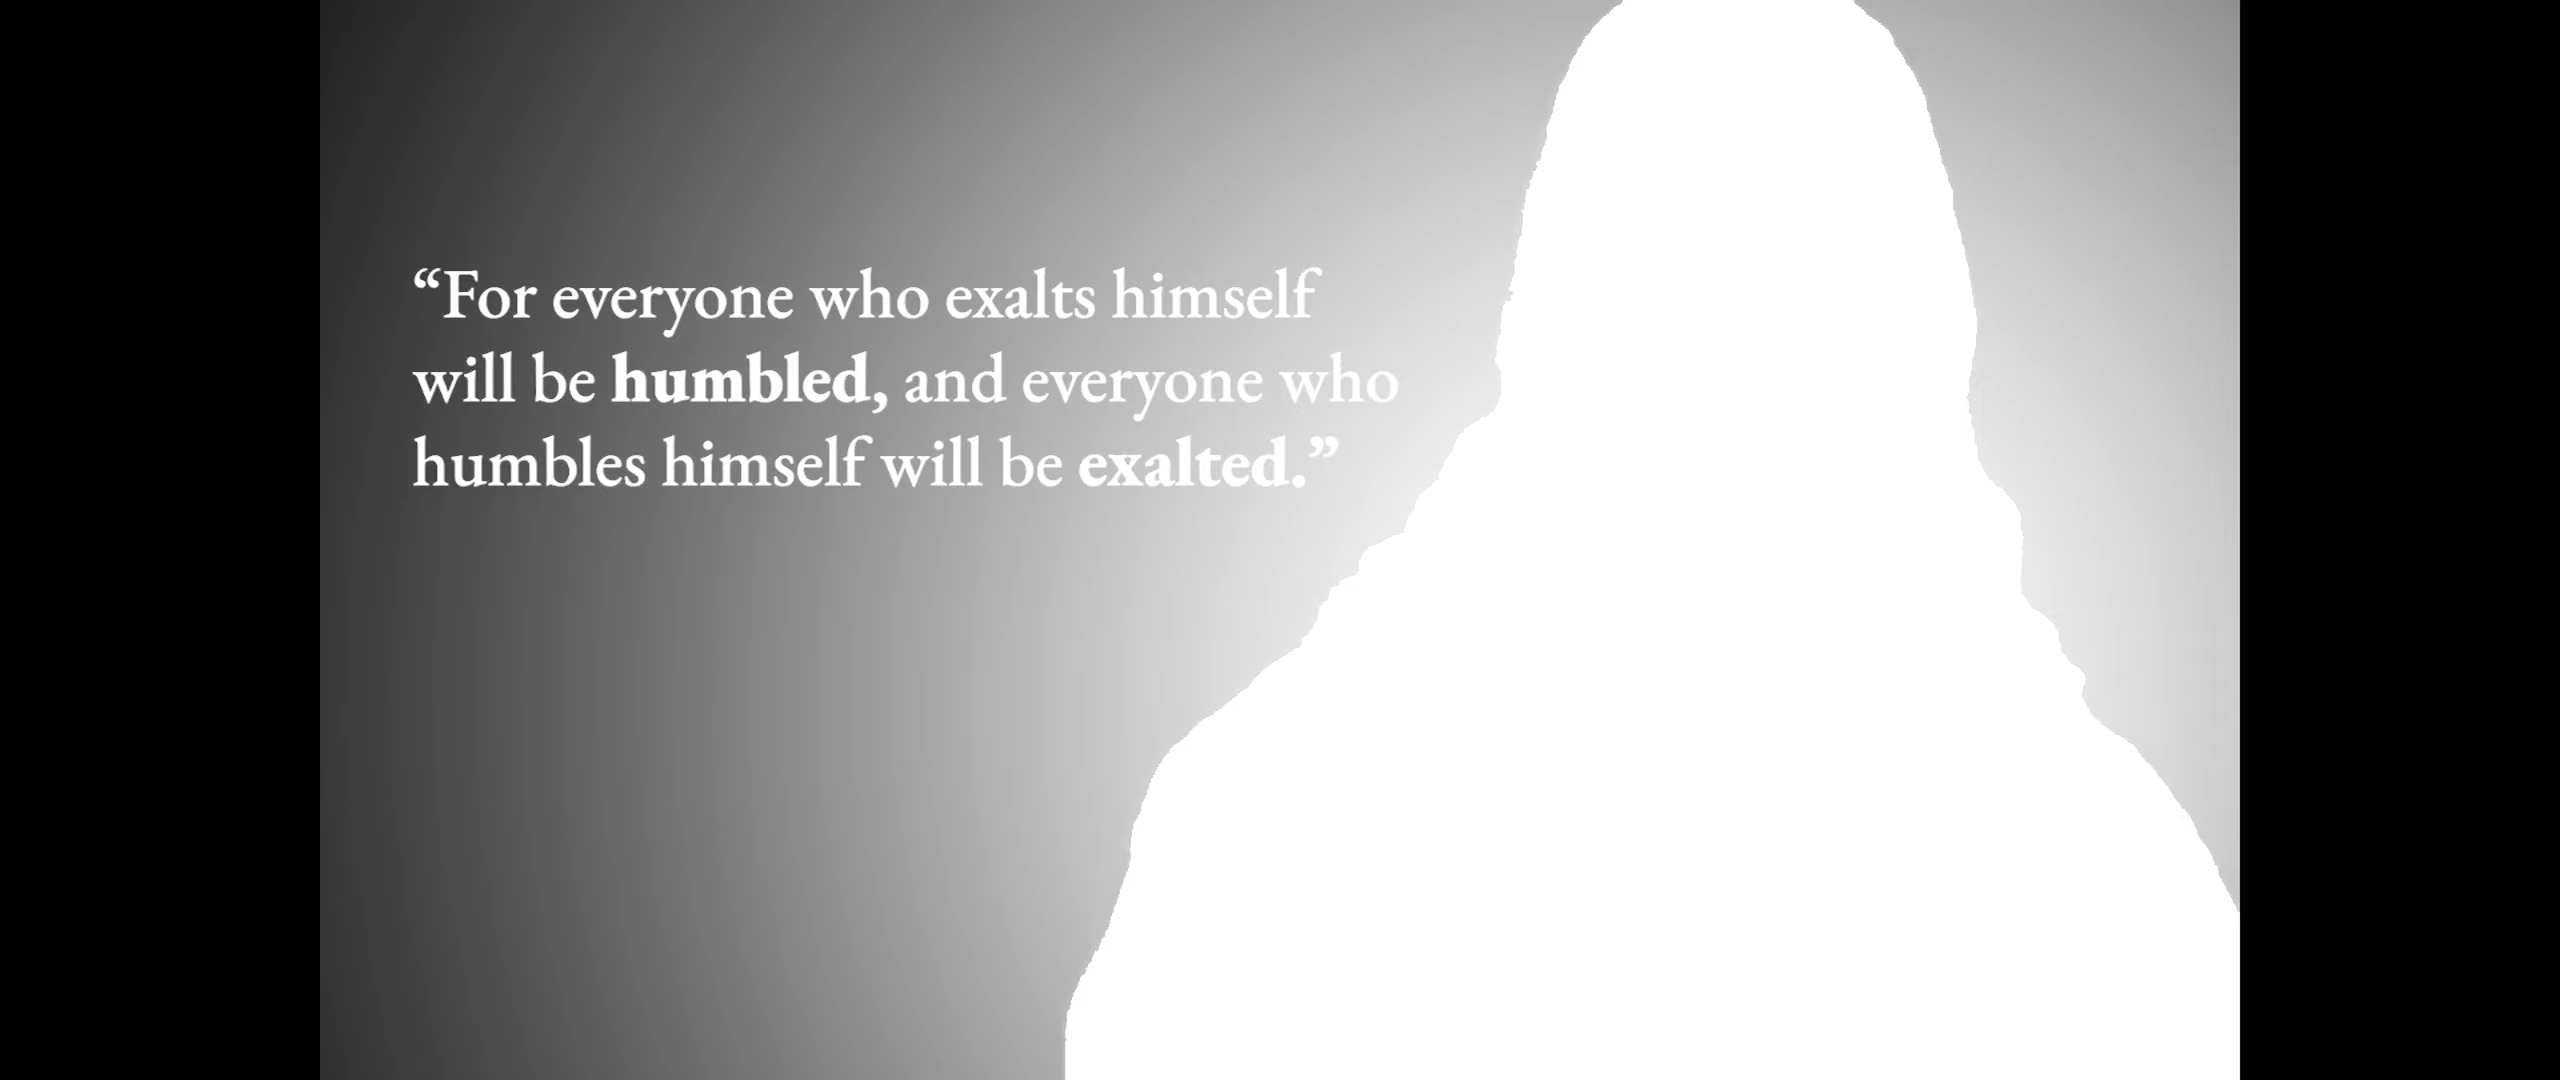 “For everyone who exalts himself
will be humbled, and everyone who
humbles himself will be exalted.”